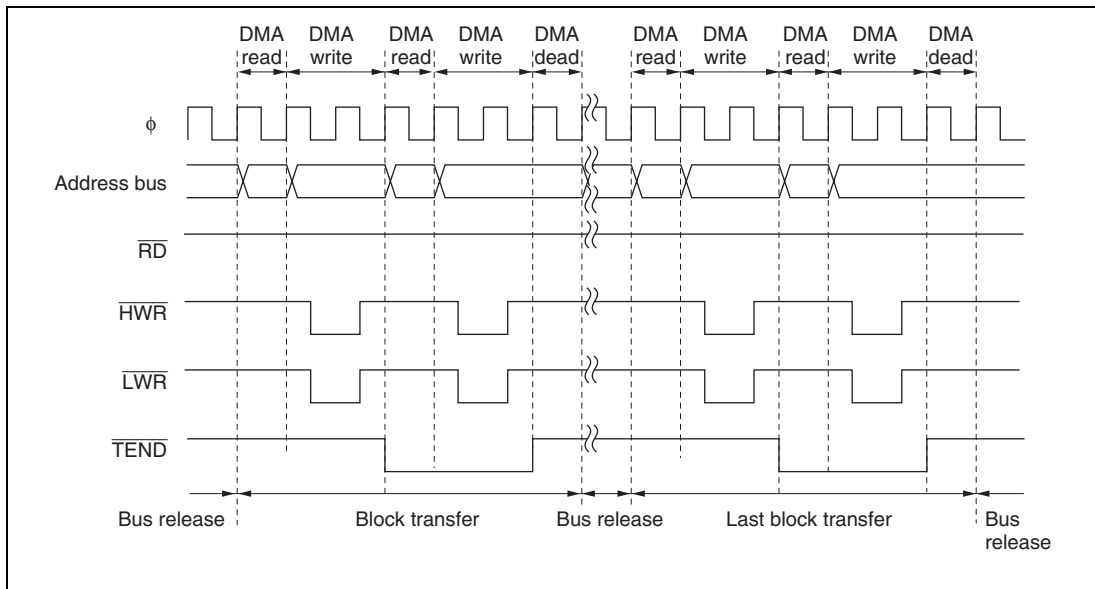 DMA DMA DMA DMA DMA DMA DMA DMA DMA DMA
read write read write dead read write read write dead
ϕ
Address bus
RD
HWR
LWR
TEND
Bus release Block transfer Bus release Last block transfer Bus
release